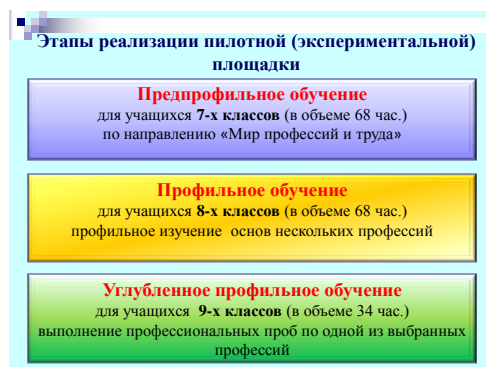 Этапы реализации пилотной (экспериментальной)
площадки
Предпрофильное обучение
для учащихся 7-х классов (в объеме 68 час.)
по направлению «Мир профессий и труда»
Профильное обучение
для учащихся 8-х классов (в объеме 68 час.)
профильное изучение основ нескольких профессий
Углубленное профильное обучение
для учащихся 9-х классов (в объеме 34 час.)
выполнение профессиональных проб по одной из выбранных
профессий